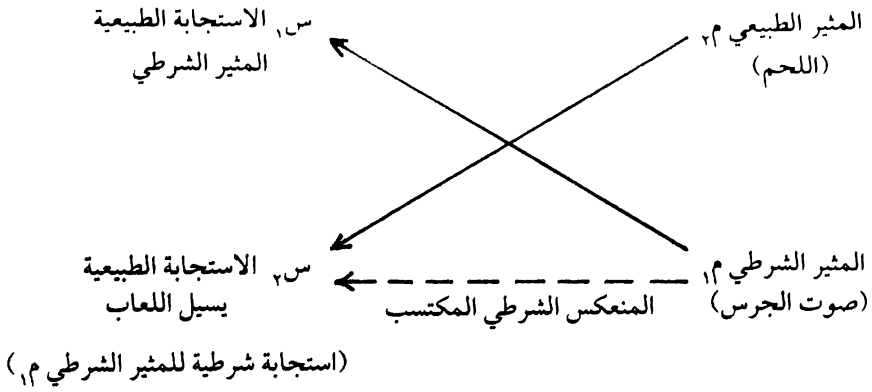 المثير الطبيعي م٢
(اللحم)
س١ الاستجابة الطبيعية
المثير الشرطي
المثير الشرطي م١
(صوت الجرس)
المنعكس الشرطي المكتسب
س٢ الاستجابة الطبيعية
يسيل اللعاب
(استجابة شرطية للمثير الشرطي م١)